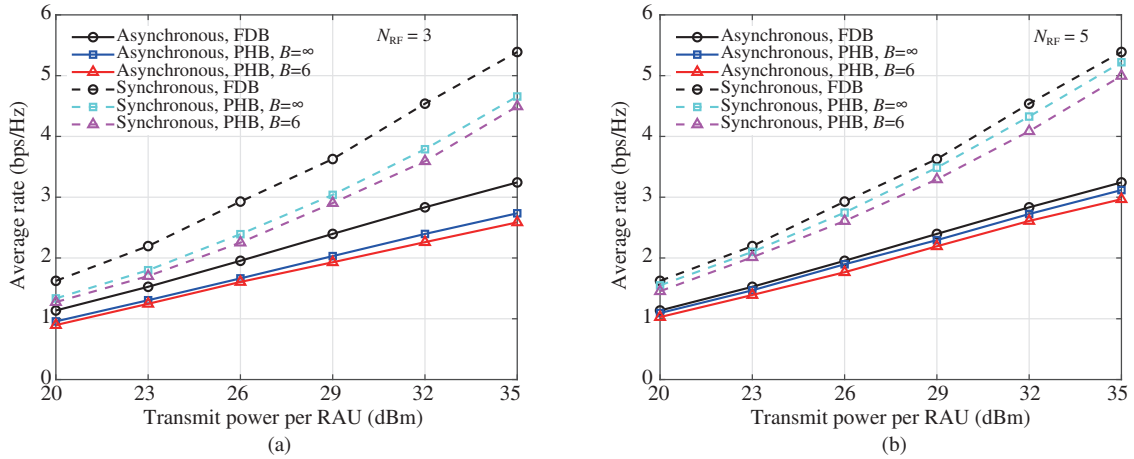 6
5
4
3
2
1
0
Average rate (bps/Hz)
Asynchronous, FDB
Asynchronous, PHB, B=∞
Asynchronous, PHB, B=6
Synchronous, FDB
Synchronous, PHB, B=∞
Synchronous, PHB, B=6
N_RF = 3
20 23 26 29 32 35
Transmit power per RAU (dBm)
(a)
6
5
4
3
2
1
0
Average rate (bps/Hz)
Asynchronous, FDB
Asynchronous, PHB, B=∞
Asynchronous, PHB, B=6
Synchronous, FDB
Synchronous, PHB, B=∞
Synchronous, PHB, B=6
N_RF = 5
20 23 26 29 32 35
Transmit power per RAU (dBm)
(b)